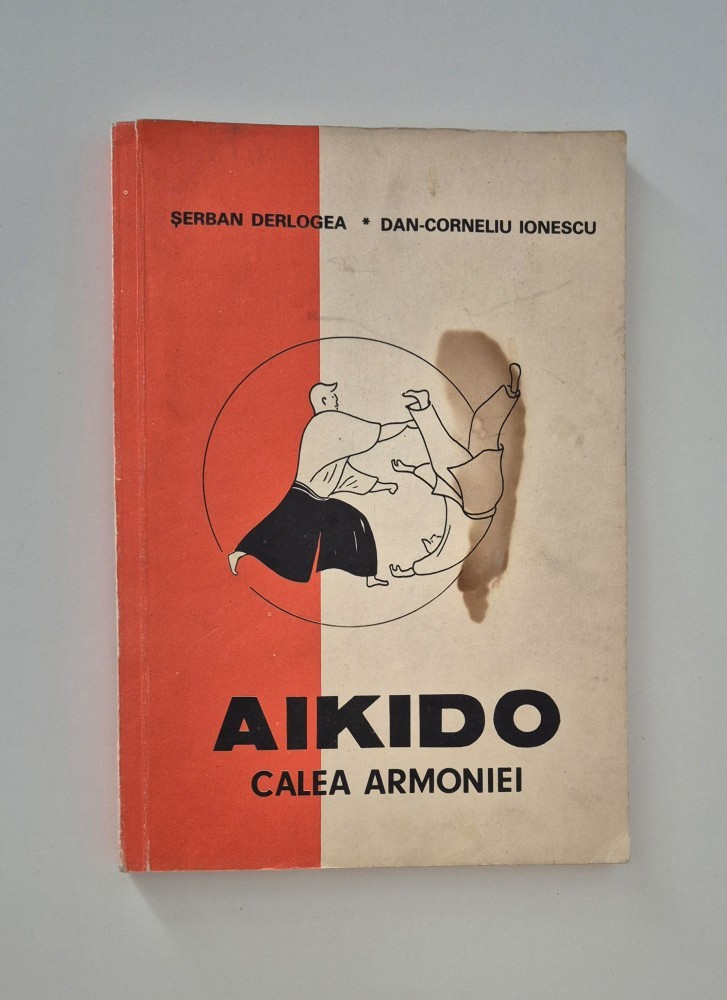 ŞERBAN DERLOGEA * DAN-CORNELIU IONESCU
AIKIDO
CALEA ARMONIEI